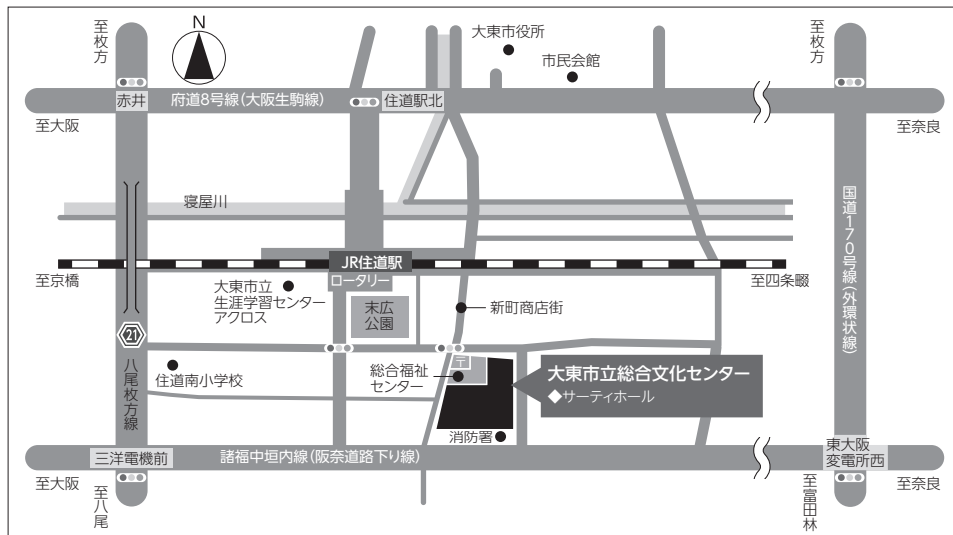 至枚方
N
大東市役所
市民会館
至枚方
赤井
府道8号線(大阪生駒線)
住道駅北
至大阪
至奈良
寝屋川
国道170号線(外環状線)
JR住道駅
至京橋
ロータリー
至四条畷
大東市立
生涯学習センター
アクロス
末広
公園
新町商店街
21
八尾枚方線
住道南小学校
総合福祉
センター
〒
大東市立総合文化センター
◆サーティホール
消防署
三洋電機前
諸福中垣内線(阪奈道路下り線)
東大阪
変電所西
至大阪
至八尾
至富田林
至奈良